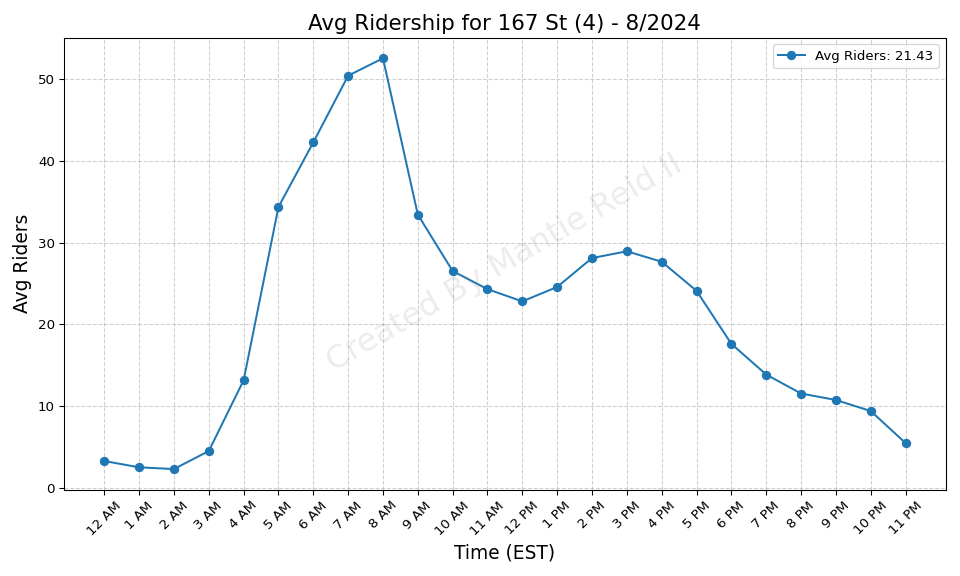 Avg Ridership for 167 St (4) - 8/2024
Avg Riders: 21.43
50
40
30
20
10
0
Avg Riders
Created By Mantie Reid II
12 AM
1 AM
2 AM
3 AM
4 AM
5 AM
6 AM
7 AM
8 AM
9 AM
10 AM
11 AM
12 PM
1 PM
2 PM
3 PM
4 PM
5 PM
6 PM
7 PM
8 PM
9 PM
10 PM
11 PM
Time (EST)